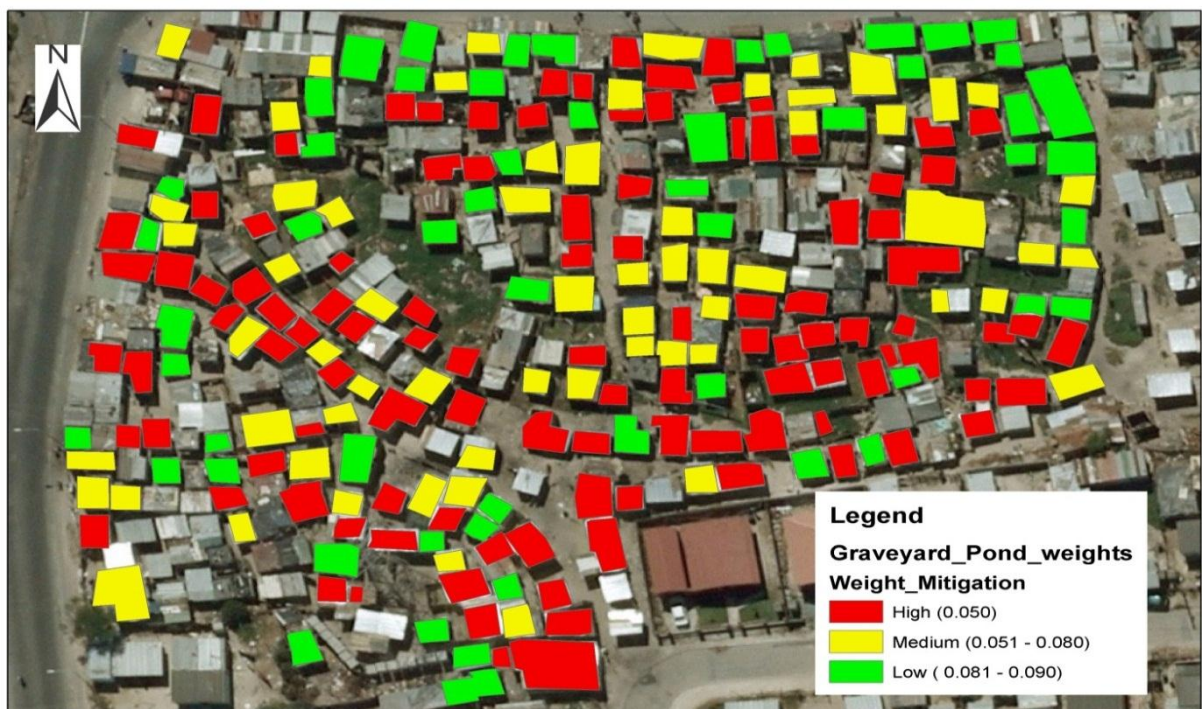 N
Legend
Graveyard_Pond_weights
Weight_Mitigation
High (0.050)
Medium (0.051 - 0.080)
Low ( 0.081 - 0.090)